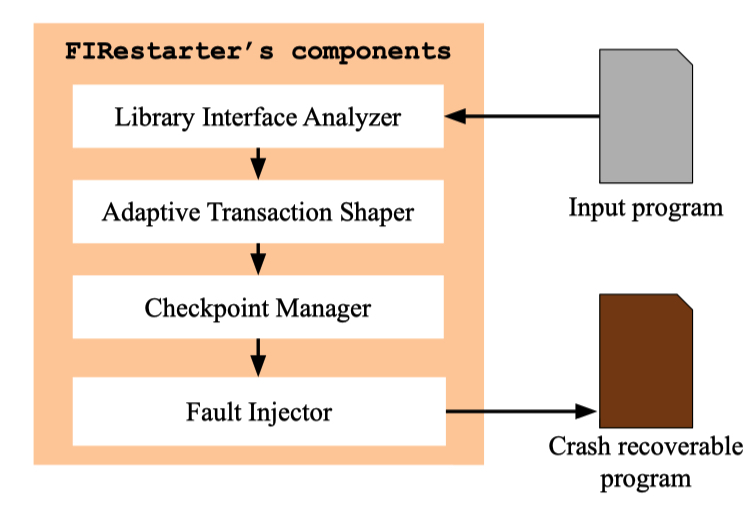 FIRestarter’s components
Library Interface Analyzer
Adaptive Transaction Shaper
Checkpoint Manager
Fault Injector
Input program
Crash recoverable
program